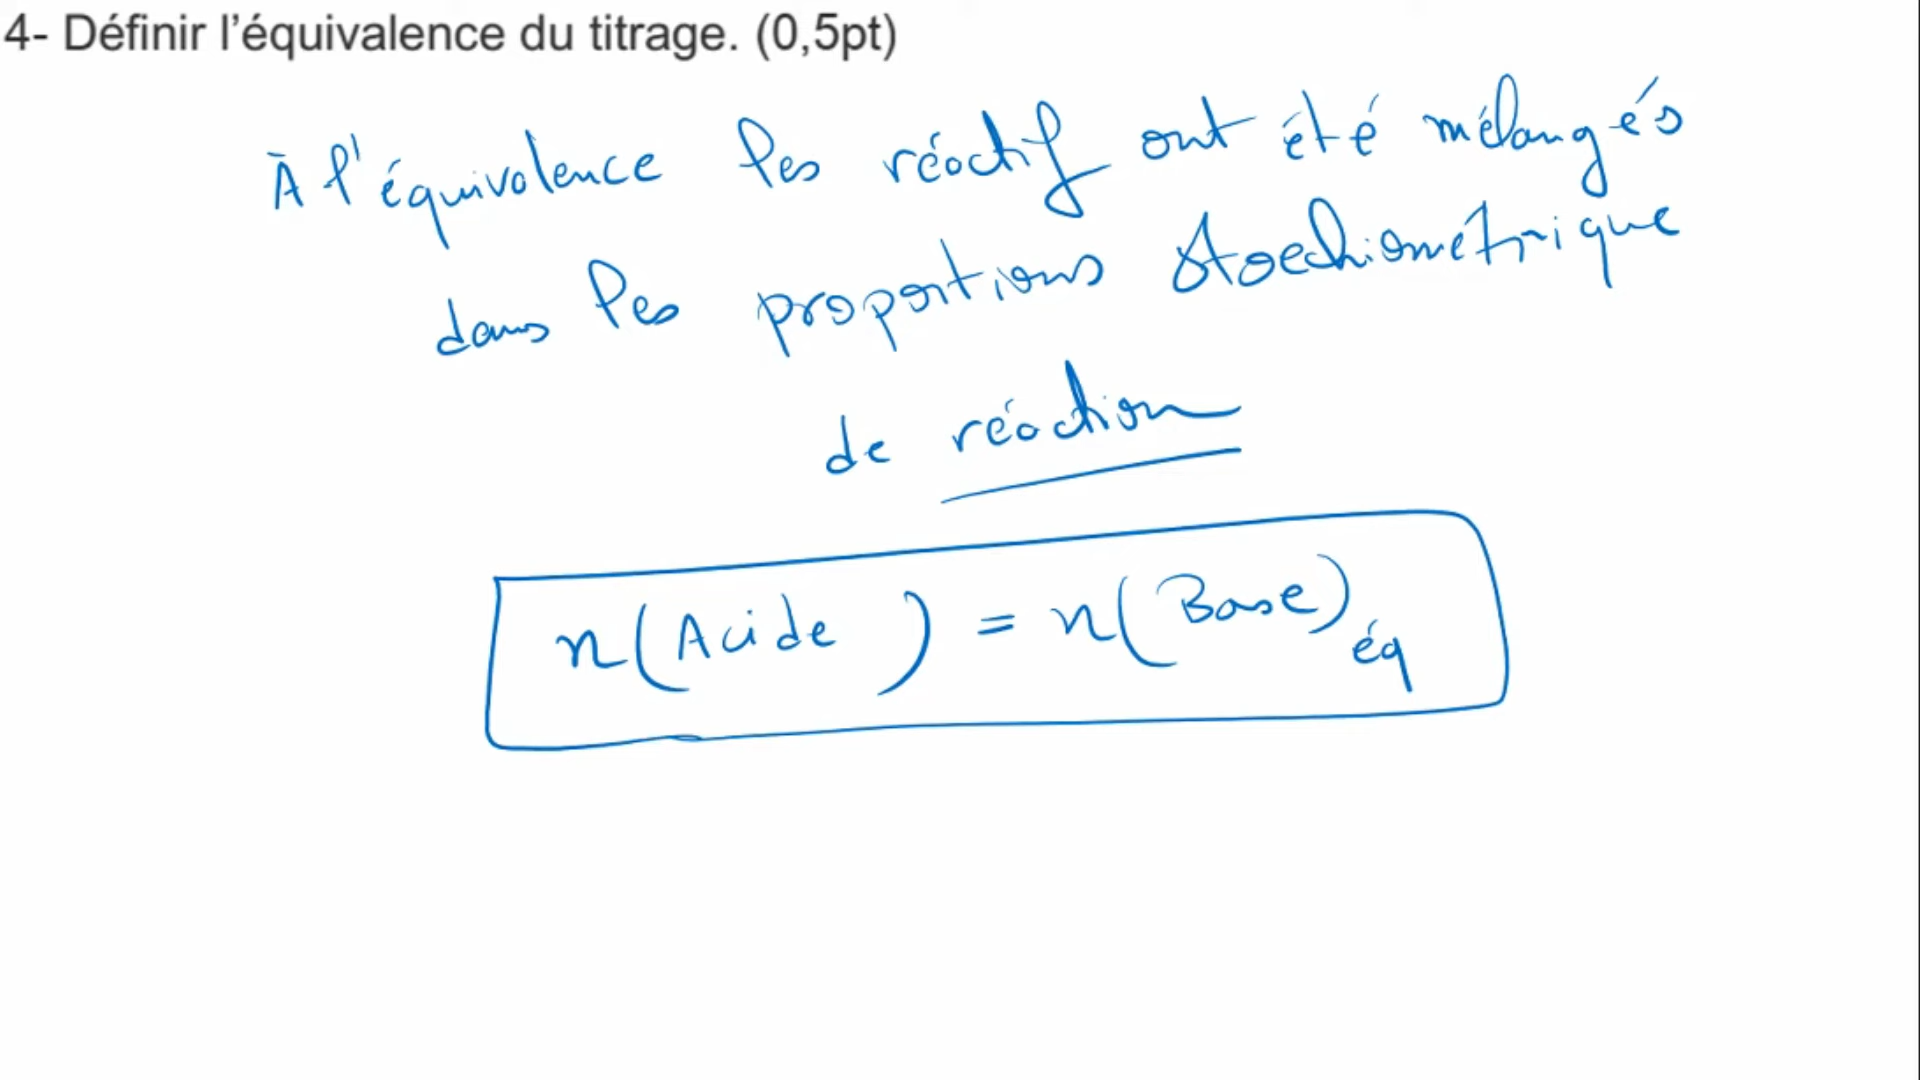 4- Définir l’équivalence du titrage. (0,5pt)
À l'équivalence les réactif ont été mélangés
dans les proportions stoechiométrique
de réaction
n(Acide) = n(Base)éq